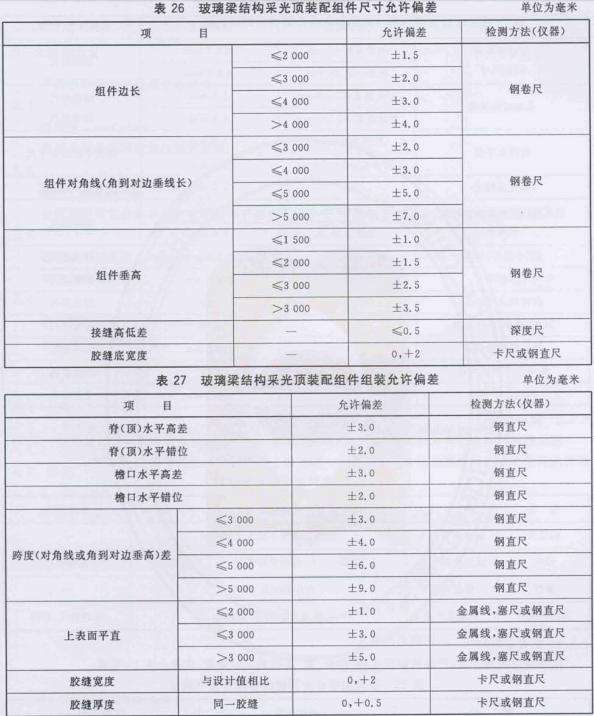 表 26 玻璃梁结构采光顶装配组件尺寸允许偏差 单位为毫米
项 目 允许偏差 检测方法(仪器)
组件边长 ≤2 000 ±1.5 钢卷尺
≤3 000 ±2.0
≤4 000 ±3.0
>4 000 ±4.0
组件对角线(角到对边垂线长) ≤3 000 ±2.0 钢卷尺
≤4 000 ±3.0
≤5 000 ±5.0
>5 000 ±7.0
组件垂高 ≤1 500 ±1.0 钢卷尺
≤2 000 ±1.5
≤3 000 ±2.5
>3 000 ±3.5
接缝高低差 — ≤0.5 深度尺
胶缝底宽度 — 0,+2 卡尺或钢直尺
表 27 玻璃梁结构采光顶装配组件组装允许偏差 单位为毫米
项 目 允许偏差 检测方法(仪器)
脊(顶)水平高差 ±3.0 钢直尺
脊(顶)水平错位 ±2.0 钢直尺
檐口水平高差 ±3.0 钢直尺
檐口水平错位 ±2.0 钢直尺
跨度(对角线或角到对边垂高)差 ≤3 000 ±3.0 钢直尺
≤4 000 ±4.0 钢直尺
≤5 000 ±6.0 钢直尺
>5 000 ±9.0 钢直尺
上表面平直 ≤2 000 ±1.0 金属线,塞尺或钢直尺
≤3 000 ±3.0 金属线,塞尺或钢直尺
>3 000 ±5.0 金属线,塞尺或钢直尺
胶缝宽度 与设计值相比 0,+2 卡尺或钢直尺
胶缝厚度 同一胶缝 0,+0.5 卡尺或钢直尺